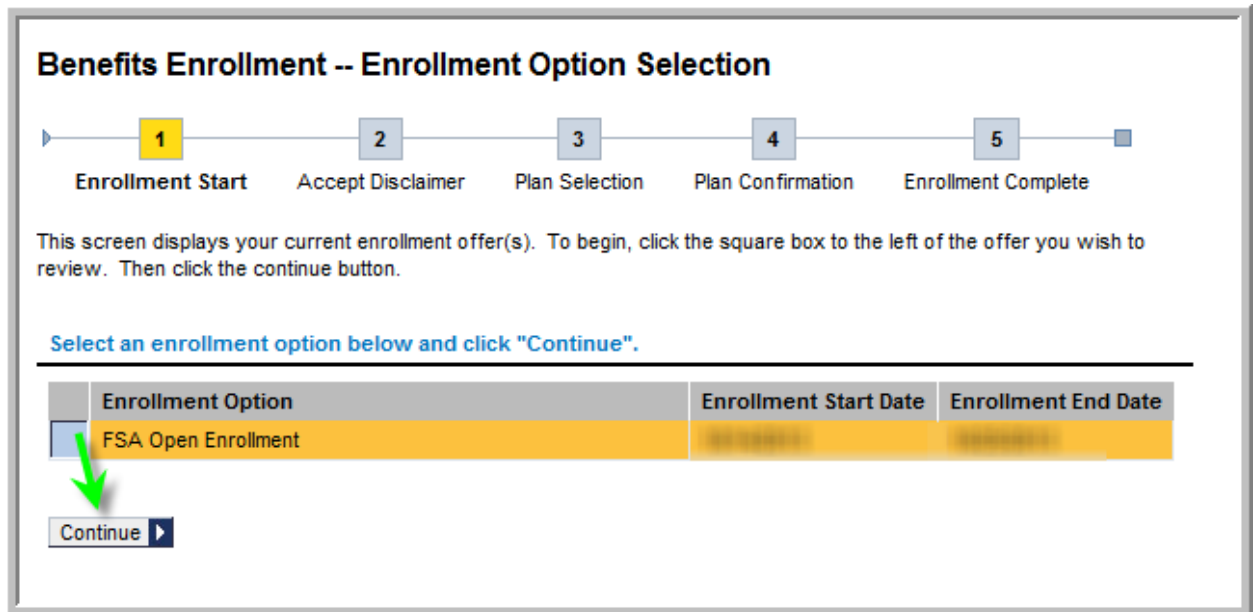 Benefits Enrollment -- Enrollment Option Selection
1 2 3 4 5
Enrollment Start Accept Disclaimer Plan Selection Plan Confirmation Enrollment Complete
This screen displays your current enrollment offer(s). To begin, click the square box to the left of the offer you wish to
review. Then click the continue button.
Select an enrollment option below and click "Continue".
Enrollment Option Enrollment Start Date Enrollment End Date
FSA Open Enrollment
Continue